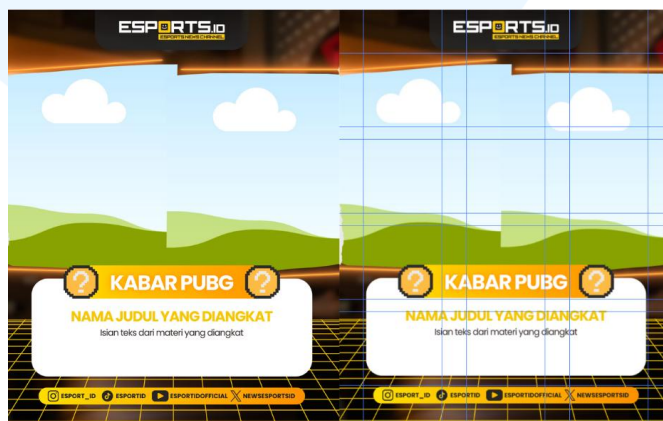 ESPORTS.ID
ESPORTS NEWS CHANNEL
KABAR PUBG
NAMA JUDUL YANG DIANGKAT
Isian teks dari materi yang diangkat
ESPORT_ID ESPORTID ESPORTIDOFFICIAL NEWSESPORTSID
ESPORTS.ID
ESPORTS NEWS CHANNEL
KABAR PUBG
NAMA JUDUL YANG DIANGKAT
Isian teks dari materi yang diangkat
ESPORT_ID ESPORTID ESPORTIDOFFICIAL NEWSESPORTSID